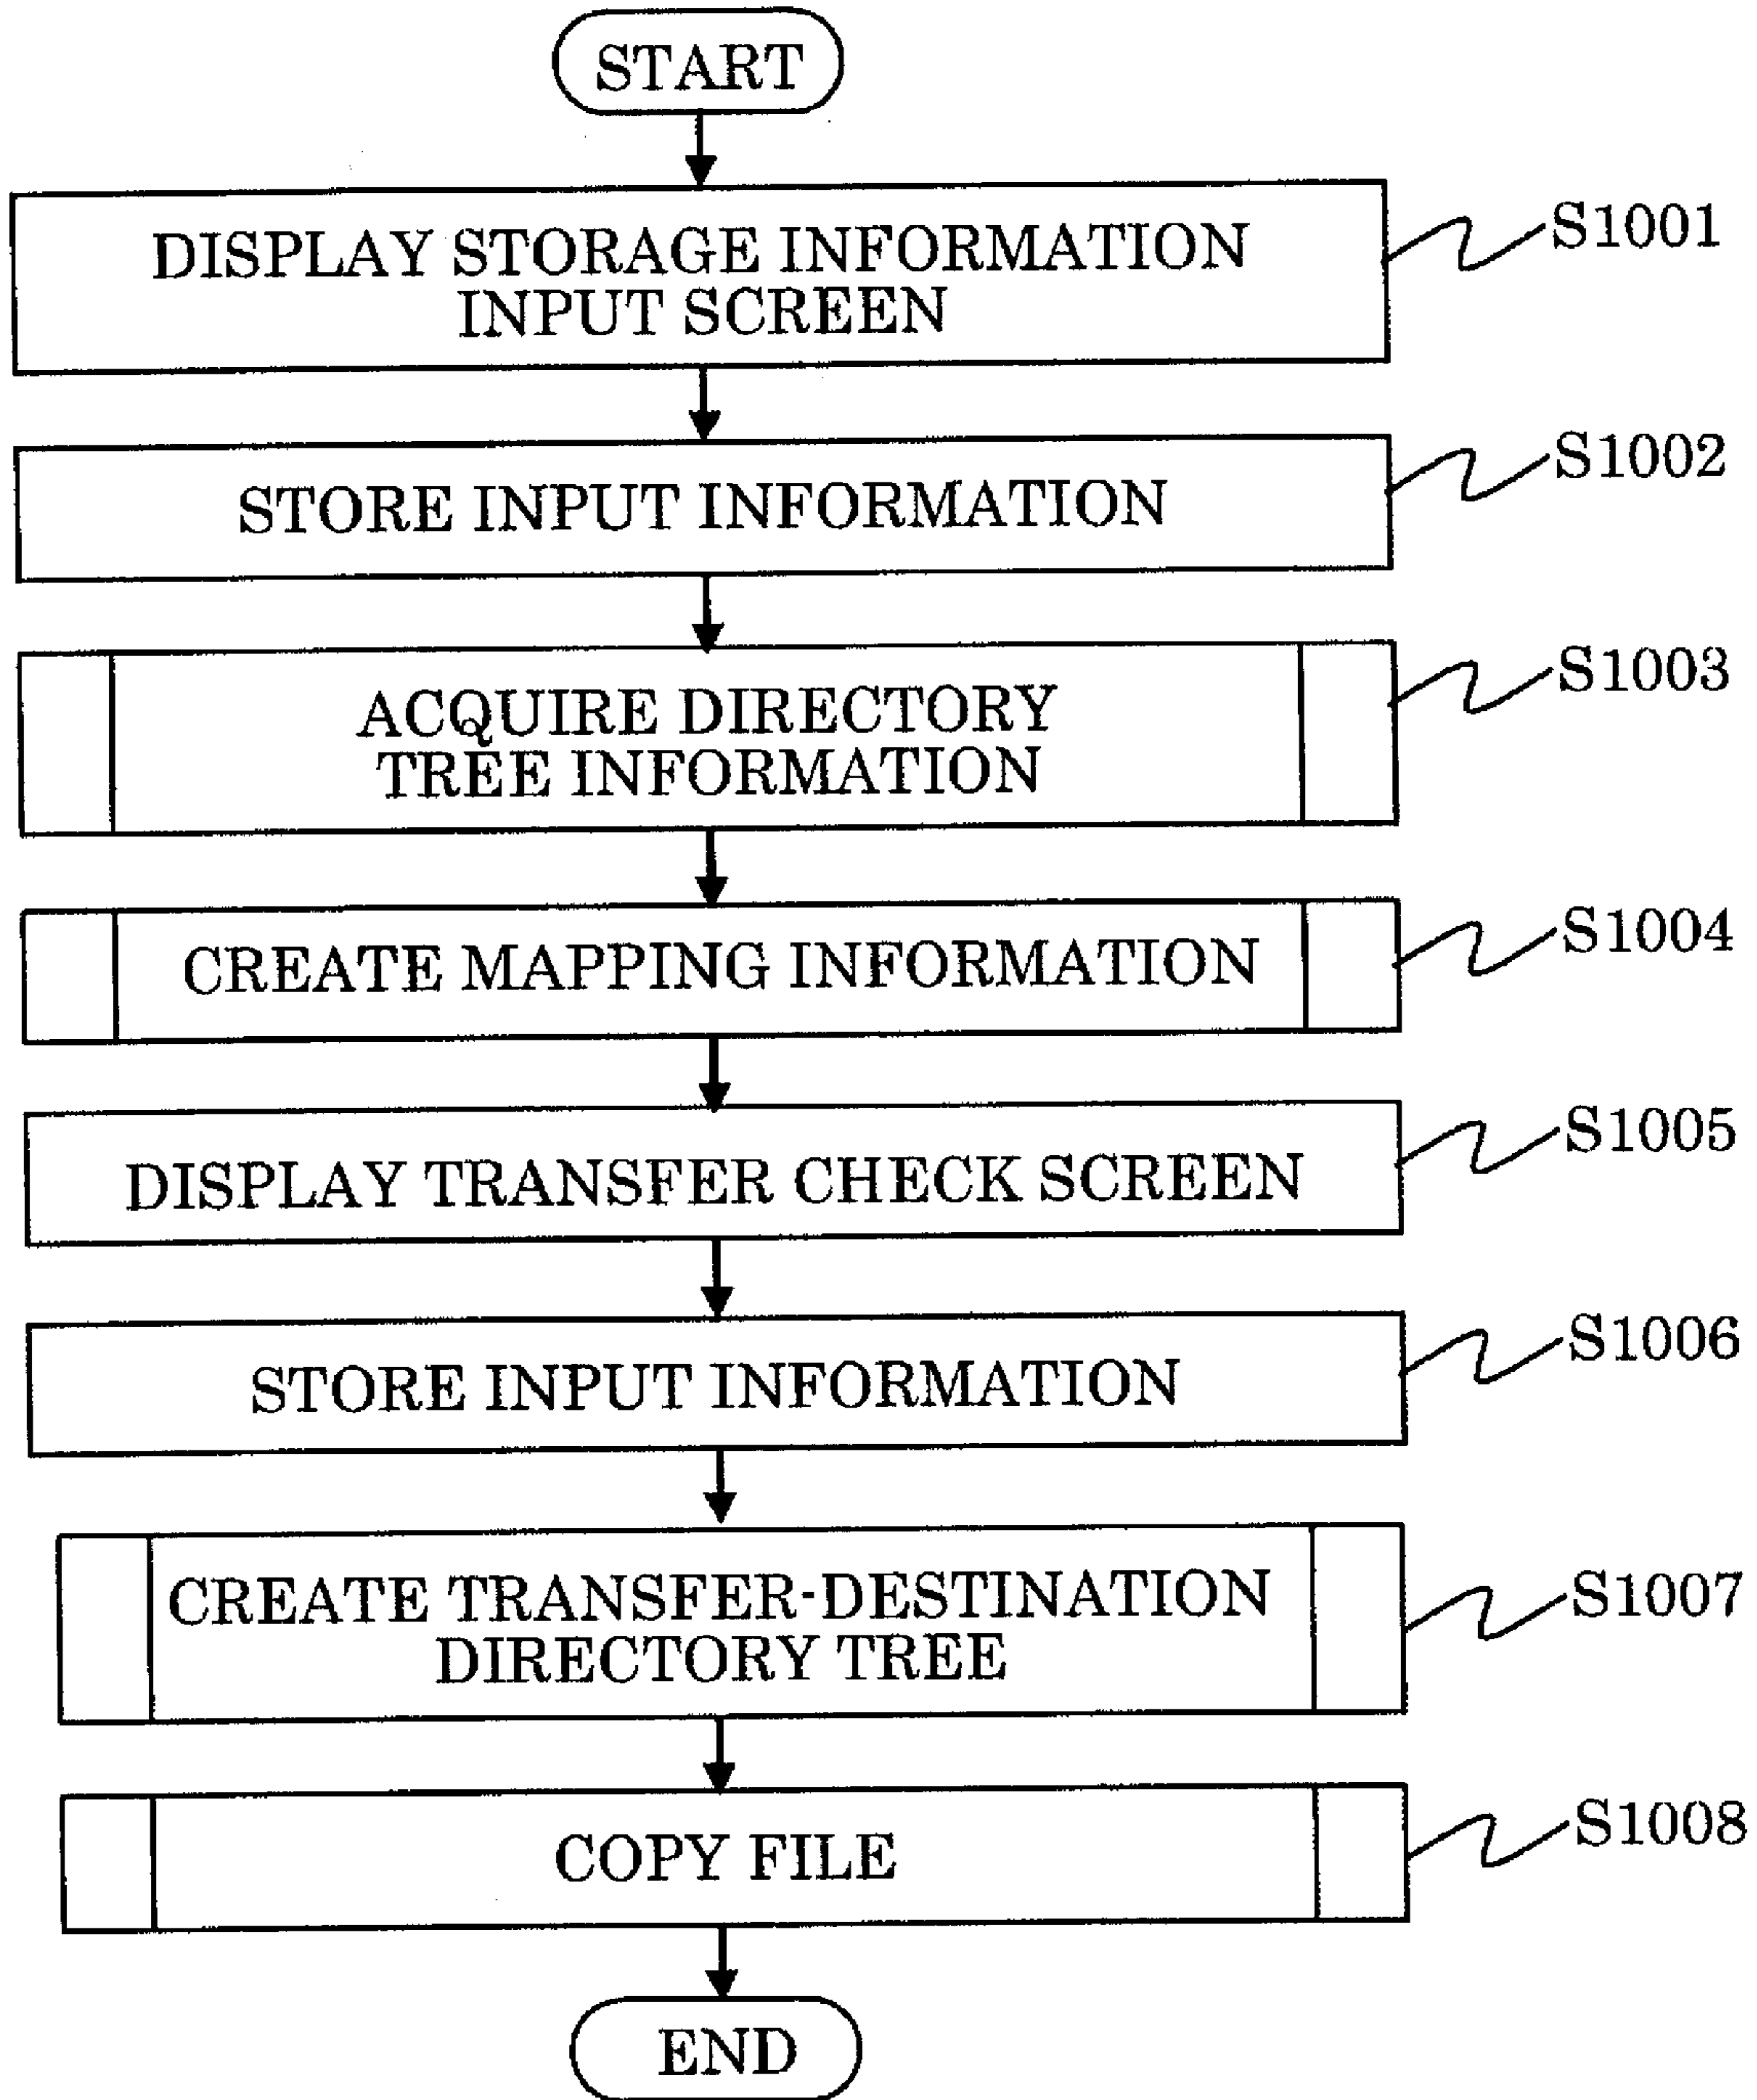 START
DISPLAY STORAGE INFORMATION
INPUT SCREEN
S1001
STORE INPUT INFORMATION
S1002
ACQUIRE DIRECTORY
TREE INFORMATION
S1003
CREATE MAPPING INFORMATION
S1004
DISPLAY TRANSFER CHECK SCREEN
S1005
STORE INPUT INFORMATION
S1006
CREATE TRANSFER-DESTINATION
DIRECTORY TREE
S1007
COPY FILE
S1008
END